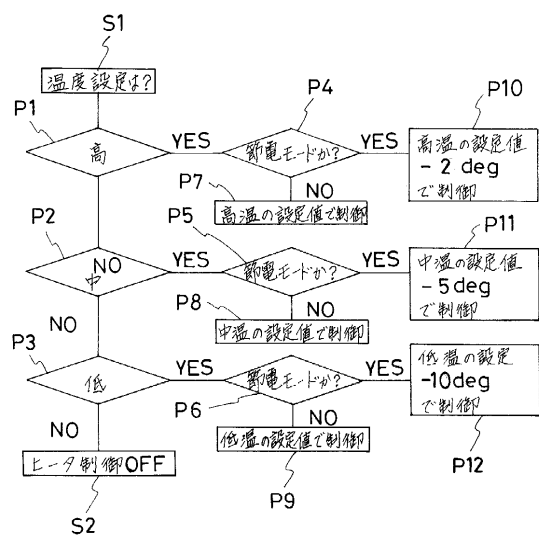 S1
温度設定は?
P1
高
YES
P4
節電モードか?
YES
P10
高温の設定値
- 2 deg
で制御
NO
P7
高温の設定値で制御
P2
NO
中
YES
P5
節電モードか?
YES
P11
中温の設定値
- 5 deg
で制御
NO
P8
中温の設定値で制御
NO
P3
低
YES
P6
節電モードか?
YES
低温の設定
-10deg
で制御
P12
NO
P9
低温の設定値で制御
NO
ヒータ制御OFF
S2